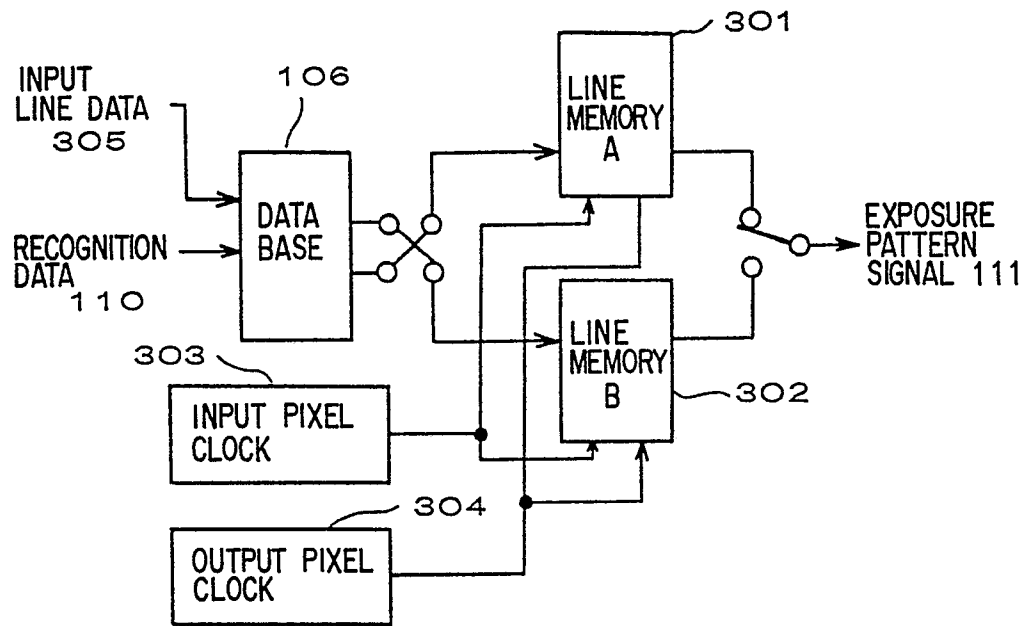 INPUT
LINE DATA
305
RECOGNITION
DATA 110
106
DATA
BASE
301
LINE
MEMORY
A
LINE
MEMORY
B
302
EXPOSURE
PATTERN
SIGNAL 111
303
INPUT PIXEL
CLOCK
304
OUTPUT PIXEL
CLOCK